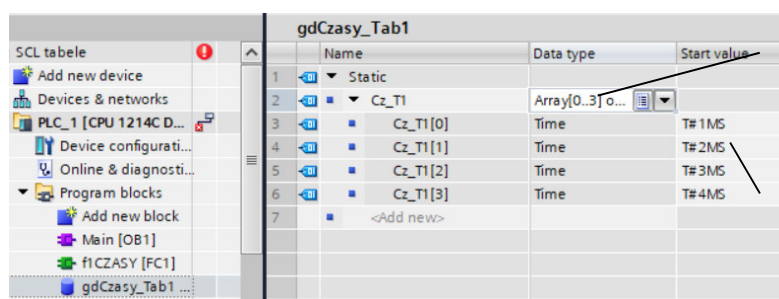 gdCzasy_Tab1
SCL tabele
Name Data type Start value
Add new device
1 Static
Devices & networks
2 Cz_T1 Array[0..3] o...
PLC_1 [CPU 1214C D...
3 Cz_T1[0] Time T#1MS
Device configurati...
4 Cz_T1[1] Time T#2MS
Online & diagnosti...
5 Cz_T1[2] Time T#3MS
Program blocks
6 Cz_T1[3] Time T#4MS
Add new block
7 <Add new>
Main [OB1]
f1CZASY [FC1]
gdCzasy_Tab1 ...